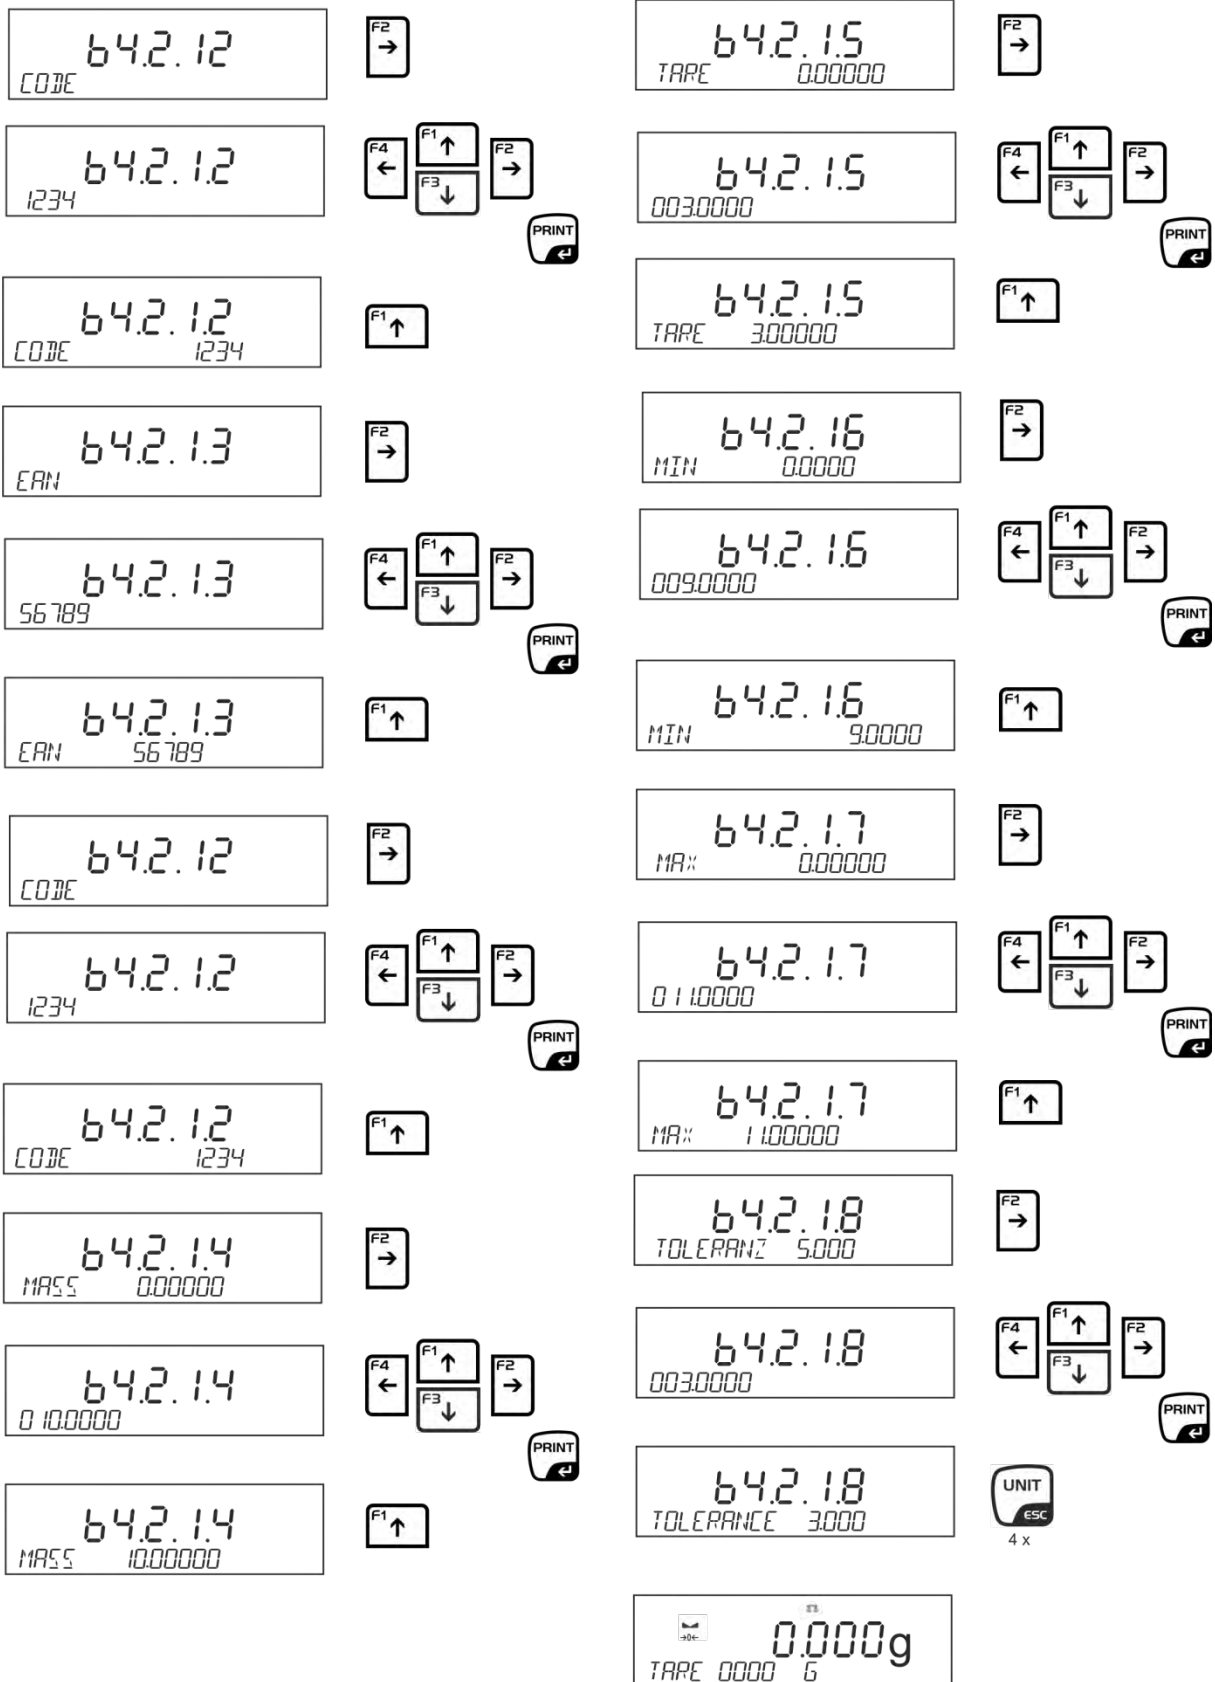 b4.2.12
CODE
F2
b4.2.1.2
1234
F1
F4
F2
F3
PRINT
b4.2.1.2
CODE 1234
F1
b4.2.1.3
EAN
F2
b4.2.1.3
56789
F1
F4
F2
F3
PRINT
b4.2.1.3
EAN 56789
F1
b4.2.12
CODE
F2
b4.2.1.2
1234
F1
F4
F2
F3
PRINT
b4.2.1.2
CODE 1234
F1
b4.2.1.4
MASS 0.00000
F2
b4.2.1.4
010.0000
F1
F4
F2
F3
PRINT
b4.2.1.4
MASS 10.00000
F1
b4.2.1.5
TARE 0.00000
F2
b4.2.1.5
003.0000
F1
F4
F2
F3
PRINT
b4.2.1.5
TARE 3.00000
F1
b4.2.16
MIN 0.0000
F2
b4.2.1.6
009.0000
F1
F4
F2
F3
PRINT
b4.2.1.6
MIN 9.0000
F1
b4.2.1.7
MAX 0.00000
F2
b4.2.1.7
011.0000
F1
F4
F2
F3
PRINT
b4.2.1.7
MAX 11.00000
F1
b4.2.1.8
TOLERANZ 5.000
F2
b4.2.1.8
003.0000
F1
F4
F2
F3
PRINT
b4.2.1.8
TOLERANCE 3.000
UNIT
ESC
4 x
→0←
0.000g
TARE 0000 G